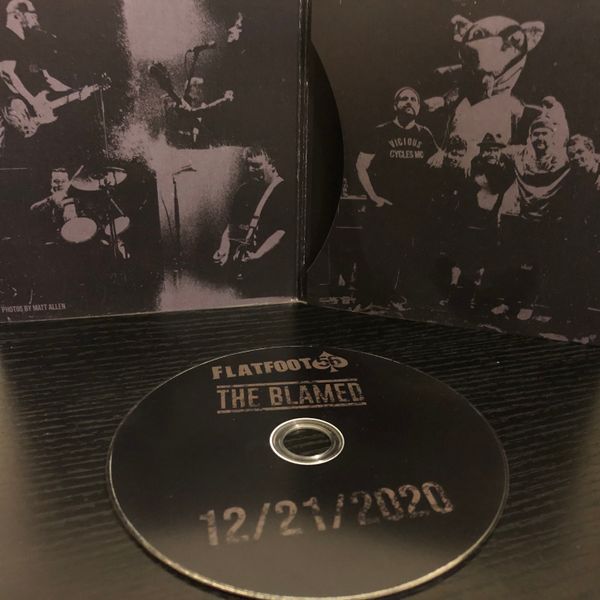 VICIOUS
CYCLES MC
PHOTOS BY MATT ALLEN
FLATFOOT 56
THE BLAMED
12/21/2020